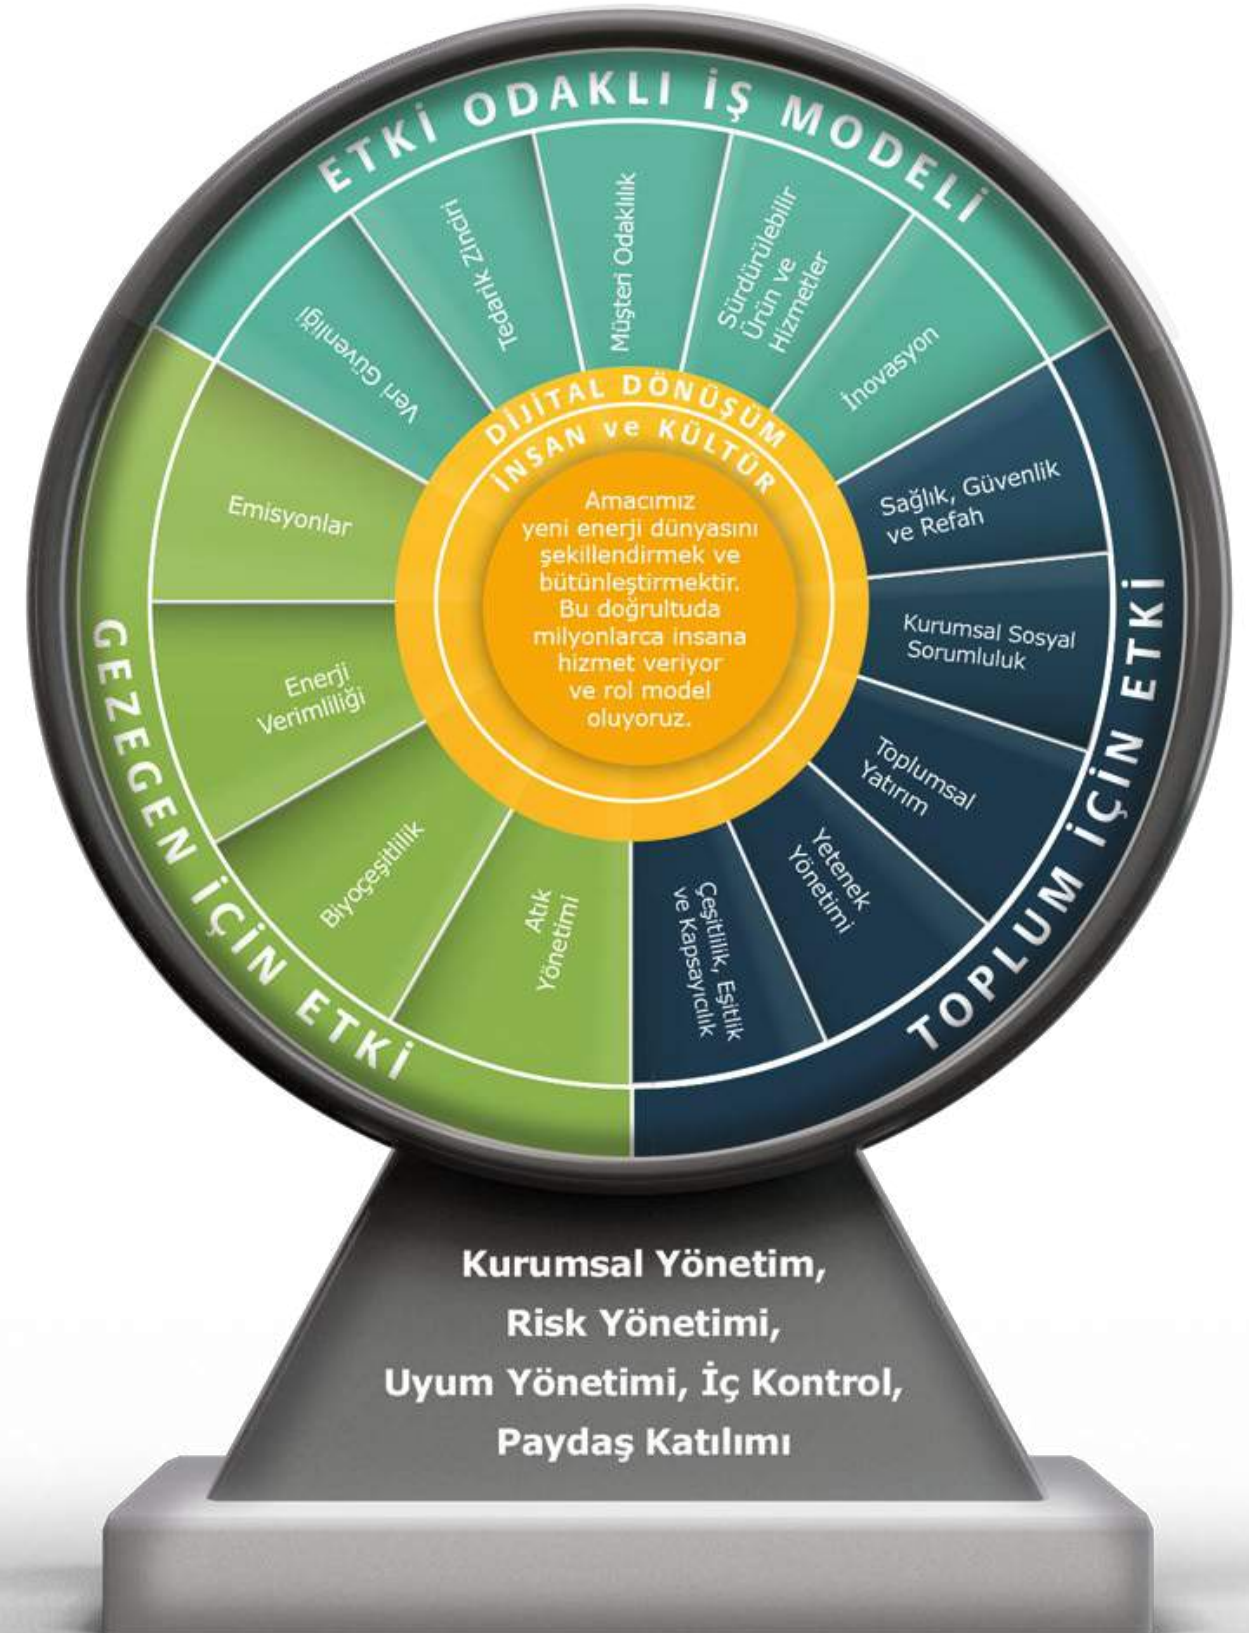 ETKİ ODAKLI İŞ MODELİ
Veri Güvenliği
Tedarik Zinciri
Müşteri Odaklılık
Sürdürülebilir
Ürün ve
Hizmetler
İnovasyon
TOPLUM İÇİN ETKİ
Sağlık, Güvenlik
ve Refah
Kurumsal Sosyal
Sorumluluk
Toplumsal
Yatırım
Yetenek
Yönetimi
Çeşitlilik, Eşitlik
ve Kapsayıcılık
GEZEGEN İÇİN ETKİ
Emisyonlar
Enerji
Verimliliği
Biyoçeşitlilik
Atık
Yönetimi
DİJİTAL DÖNÜŞÜM
İNSAN ve KÜLTÜR
Amacımız
yeni enerji dünyasını
şekillendirmek ve
bütünleştirmektir.
Bu doğrultuda
milyonlarca insana
hizmet veriyor
ve rol model
oluyoruz.
Kurumsal Yönetim,
Risk Yönetimi,
Uyum Yönetimi, İç Kontrol,
Paydaş Katılımı